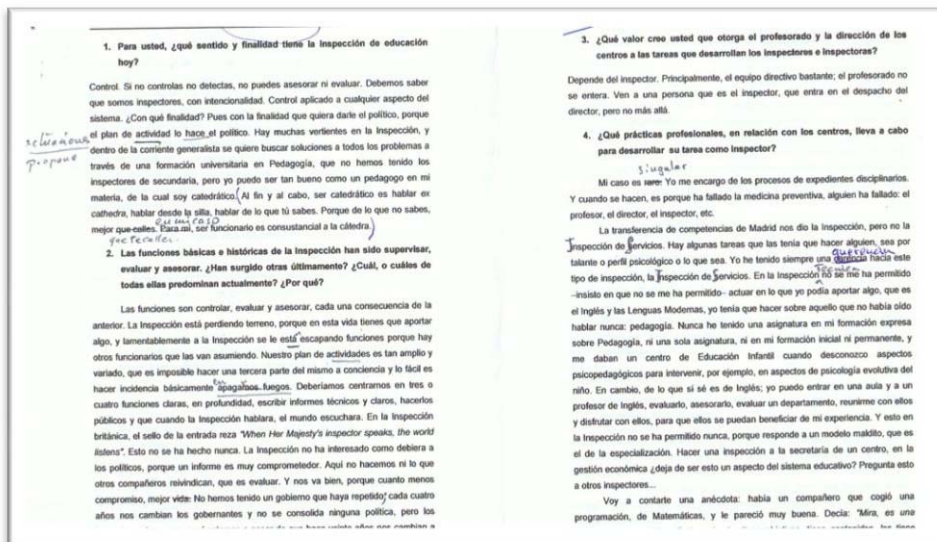 1. Para usted, ¿qué sentido y finalidad tiene la Inspección de educación
hoy?
Control. Si no controlas no detectas, no puedes asesorar ni evaluar. Debemos saber
que somos inspectores, con intencionalidad. Control aplicado a cualquier aspecto del
sistema. ¿Con qué finalidad? Pues con la finalidad que quiera darle el político, porque
el plan de actividad lo hace el político. Hay muchas vertientes en la Inspección, y
propone
dentro de la corriente generalista se quiere buscar soluciones a todos los problemas a
través de una formación universitaria en Pedagogía, que no hemos tenido los
inspectores de secundaria, pero yo puedo ser tan bueno como un pedagogo en mi
materia, de la cual soy catedrático. (Al fin y al cabo, ser catedrático es hablar ex
cathedra, hablar desde la silla, hablar de lo que tú sabes. Porque de lo que no sabes,
en mi caso
mejor que calles. Para mí, ser funcionario es consustancial a la cátedra.)
que te calles
2. Las funciones básicas e históricas de la Inspección han sido supervisar,
evaluar y asesorar. ¿Han surgido otras últimamente? ¿Cuál, o cuáles de
todas ellas predominan actualmente? ¿Por qué?
Las funciones son controlar, evaluar y asesorar, cada una consecuencia de la
anterior. La Inspección está perdiendo terreno, porque en esta vida tienes que aportar
algo, y lamentablemente a la Inspección se le está escapando funciones porque hay
otros funcionarios que las van asumiendo. Nuestro plan de actividades es tan amplio y
variado, que es imposible hacer una tercera parte del mismo a conciencia y lo fácil es
en
hacer incidencia básicamente apagamos fuegos. Deberíamos centrarnos en tres o
cuatro funciones claras, en profundidad, escribir informes técnicos y claros, hacerlos
públicos y que cuando la Inspección hablara, el mundo escuchara. En la Inspección
británica, el sello de la entrada reza "When Her Majesty's inspector speaks, the world
listens". Esto no se ha hecho nunca. La Inspección no ha interesado como debiera a
los políticos, porque un informe es muy comprometedor. Aquí no hacemos ni lo que
otros compañeros reivindican, que es evaluar. Y nos va bien, porque cuanto menos
compromiso, mejor vida. No hemos tenido un gobierno que haya repetido; cada cuatro
años nos cambian los gobernantes y no se consolida ninguna política, pero los
3. ¿Qué valor cree usted que otorga el profesorado y la dirección de los
centros a las tareas que desarrollan los inspectores e inspectoras?
Depende del inspector. Principalmente, el equipo directivo bastante; el profesorado no
se entera. Ven a una persona que es el inspector, que entra en el despacho del
director, pero no más allá.
4. ¿Qué prácticas profesionales, en relación con los centros, lleva a cabo
para desarrollar su tarea como inspector?
singular
Mi caso es raro. Yo me encargo de los procesos de expedientes disciplinarios.
Y cuando se hacen, es porque ha fallado la medicina preventiva, alguien ha fallado: el
profesor, el director, el inspector, etc.
La transferencia de competencias de Madrid nos dio la Inspección, pero no la
Inspección de Servicios. Hay algunas tareas que las tenía que hacer alguien, sea por
querencia
talante o perfil psicológico o lo que sea. Yo he tenido siempre una hacia este
Técnica
tipo de inspección, la Inspección de Servicios. En la Inspección no se me ha permitido
–insisto en que no se me ha permitido– actuar en lo que yo podía aportar algo, que es
el Inglés y las Lenguas Modernas, yo tenía que hacer sobre aquello que no había oído
hablar nunca: pedagogía. Nunca he tenido una asignatura en mi formación expresa
sobre Pedagogía, ni una sola asignatura, ni en mi formación inicial ni permanente, y
me daban un centro de Educación Infantil cuando desconozco aspectos
psicopedagógicos para intervenir, por ejemplo, en aspectos de psicología evolutiva del
niño. En cambio, de lo que sí sé es de Inglés; yo puedo entrar en una aula y a un
profesor de Inglés, evaluarlo, asesorarlo, evaluar un departamento, reunirme con ellos
y disfrutar con ellos, para que ellos se puedan beneficiar de mi experiencia. Y esto en
la Inspección no se ha permitido nunca, porque responde a un modelo maldito, que es
el de la especialización. Hacer una inspección a la secretaría de un centro, en la
gestión económica ¿deja de ser esto un aspecto del sistema educativo? Pregunta esto
a otros inspectores...
Voy a contarte una anécdota: había un compañero que cogió una
programación, de Matemáticas, y le pareció muy buena. Decía: "Mira, es una